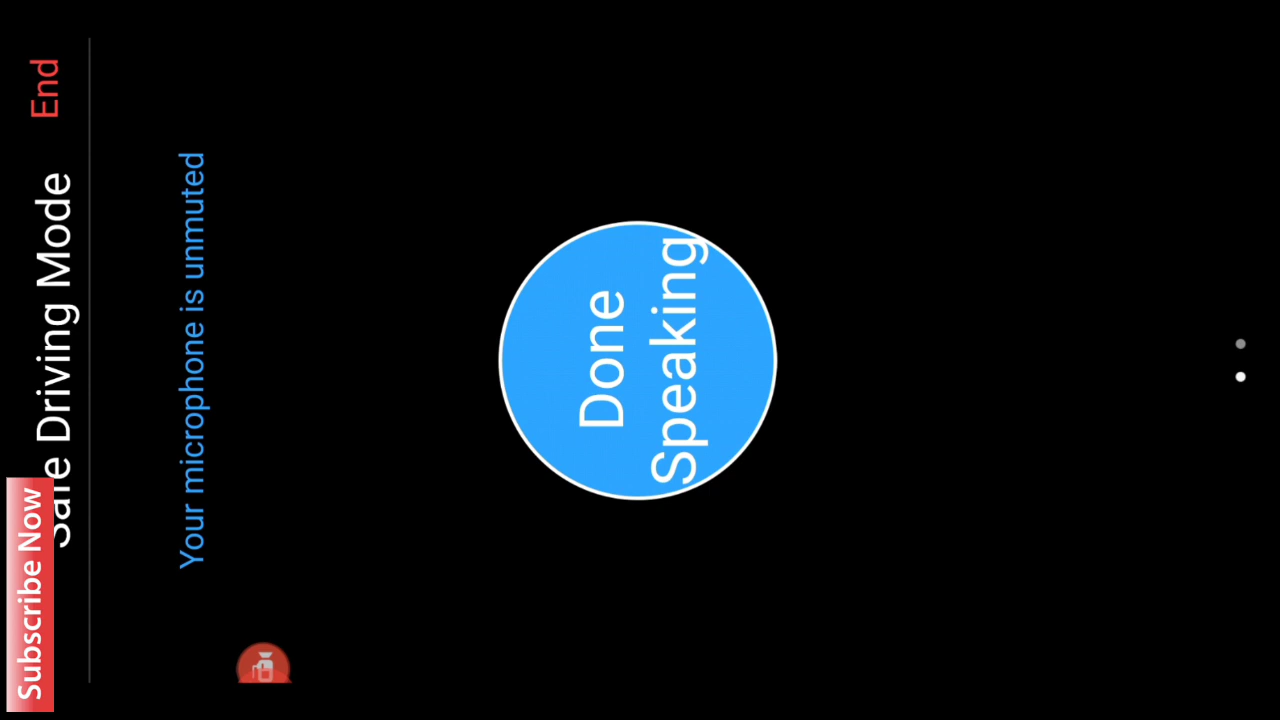 Safe Driving Mode
End
Your microphone is unmuted
Done
Speaking
Subscribe Now